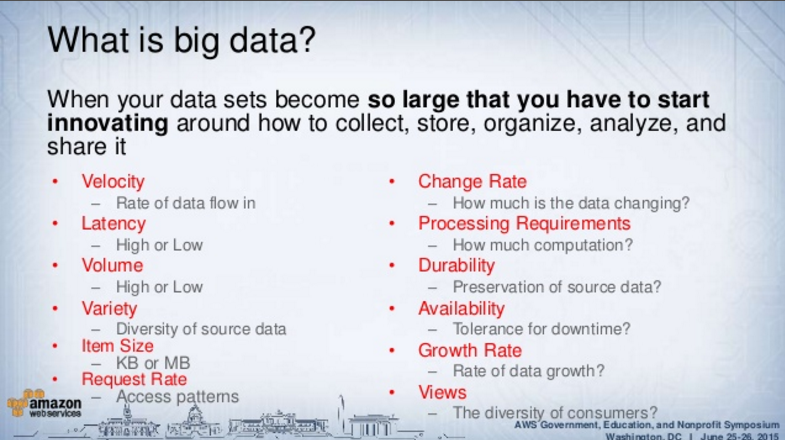 What is big data?
When your data sets become so large that you have to start
innovating around how to collect, store, organize, analyze, and
share it
• Velocity
– Rate of data flow in
• Latency
– High or Low
• Volume
– High or Low
• Variety
– Diversity of source data
• Item Size
– KB or MB
• Request Rate
– Access patterns
• Change Rate
– How much is the data changing?
• Processing Requirements
– How much computation?
• Durability
– Preservation of source data?
• Availability
– Tolerance for downtime?
• Growth Rate
– Rate of data growth?
• Views
– The diversity of consumers?
amazon
web services
AWS Government, Education, and Nonprofit Symposium
Washington, DC | June 25-26, 2015